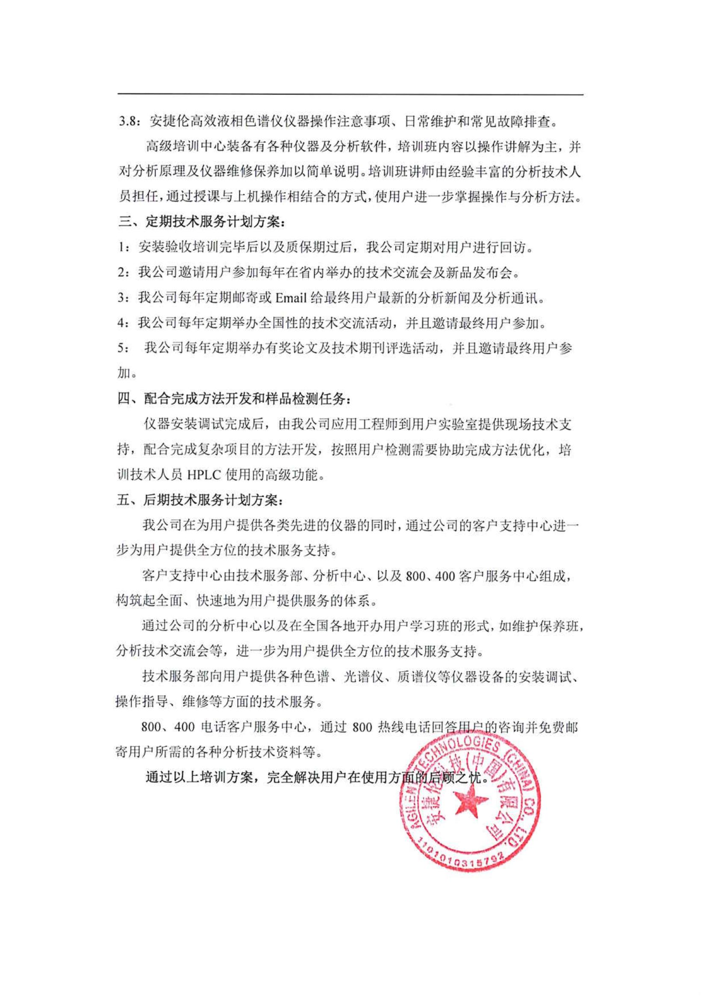 3.8：安捷伦高效液相色谱仪仪器操作注意事项、日常维护和常见故障排查。
高级培训中心装备有各种仪器及分析软件，培训班内容以操作讲解为主，并
对分析原理及仪器维修保养加以简单说明。培训班讲师由经验丰富的分析技术人
员担任，通过授课与上机操作相结合的方式，使用户进一步掌握操作与分析方法。
三、定期技术服务计划方案：
1：安装验收培训完毕后以及质保期过后，我公司定期对用户进行回访。
2：我公司邀请用户参加每年在省内举办的技术交流会及新品发布会。
3：我公司每年定期邮寄或 Email 给最终用户最新的分析新闻及分析通讯。
4：我公司每年定期举办全国性的技术交流活动，并且邀请最终用户参加。
5： 我公司每年定期举办有奖论文及技术期刊评选活动，并且邀请最终用户参
加。
四、配合完成方法开发和样品检测任务：
仪器安装调试完成后，由我公司应用工程师到用户实验室提供现场技术支
持，配合完成复杂项目的方法开发，按照用户检测需要协助完成方法优化，培
训技术人员 HPLC 使用的高级功能。
五、后期技术服务计划方案：
我公司在为用户提供各类先进的仪器的同时，通过公司的客户支持中心进一
步为用户提供全方位的技术服务支持。
客户支持中心由技术服务部、分析中心、以及 800、400 客户服务中心组成，
构筑起全面、快速地为用户提供服务的体系。
通过公司的分析中心以及在全国各地开办用户学习班的形式，如维护保养班，
分析技术交流会等，进一步为用户提供全方位的技术服务支持。
技术服务部向用户提供各种色谱、光谱仪、质谱仪等仪器设备的安装调试、
操作指导、维修等方面的技术服务。
800、400 电话客户服务中心，通过 800 热线电话回答用户的咨询并免费邮
寄用户所需的各种分析技术资料等。
通过以上培训方案，完全解决用户在使用方面的后顾之忧。
AGILENT TECHNOLOGIES (CHINA) CO., LTD.
安捷伦科技(中国)有限公司
1101010315792